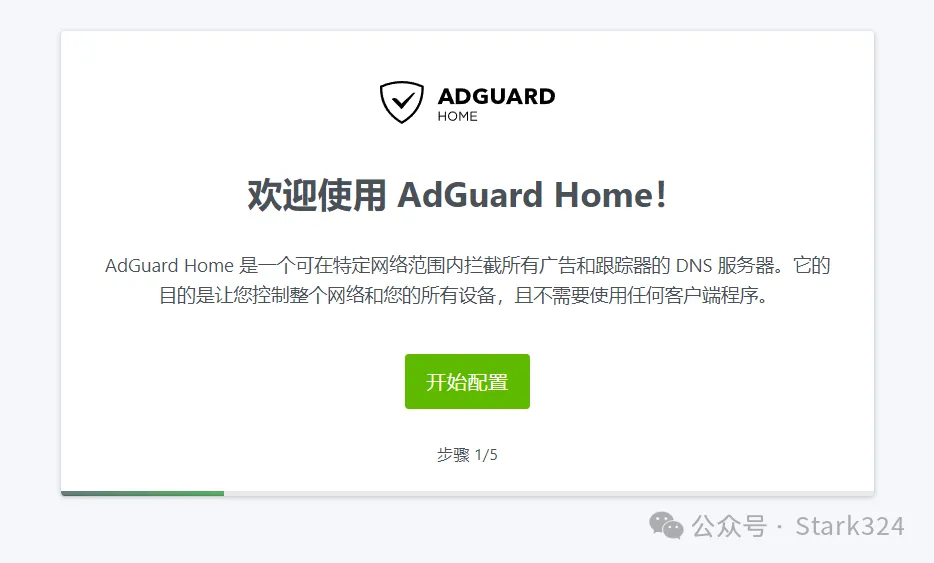 ADGUARD
HOME
欢迎使用 AdGuard Home！
AdGuard Home 是一个可在特定网络范围内拦截所有广告和跟踪器的 DNS 服务器。它的
目的是让您控制整个网络和您的所有设备，且不需要使用任何客户端程序。
开始配置
步骤 1/5
公众号 · Stark324